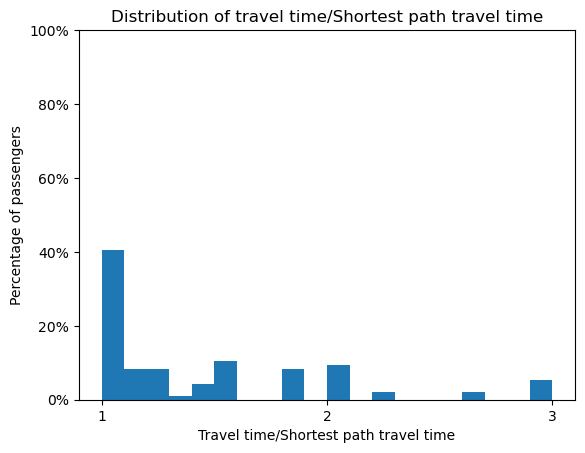 Distribution of travel time/Shortest path travel time
100%
80%
60%
40%
20%
0%
Percentage of passengers
1 2 3
Travel time/Shortest path travel time